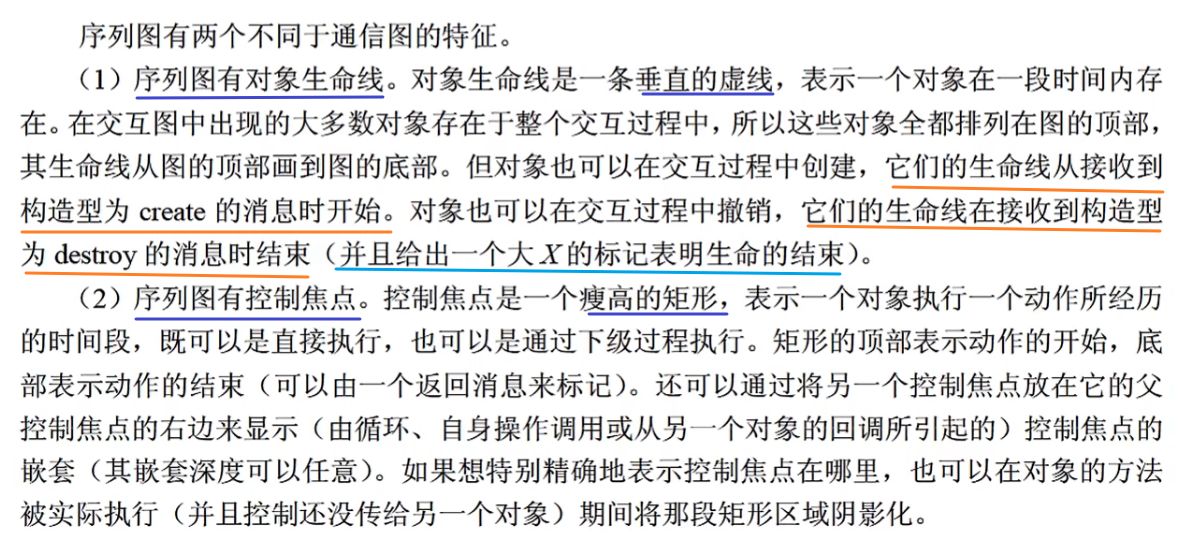 序列图有两个不同于通信图的特征。
（1）序列图有对象生命线。对象生命线是一条垂直的虚线，表示一个对象在一段时间内存
在。在交互图中出现的大多数对象存在于整个交互过程中，所以这些对象全都排列在图的顶部，
其生命线从图的顶部画到图的底部。但对象也可以在交互过程中创建，它们的生命线从接收到
构造型为 create 的消息时开始。对象也可以在交互过程中撤销，它们的生命线在接收到构造型
为 destroy 的消息时结束（并且给出一个大 X 的标记表明生命的结束）。
（2）序列图有控制焦点。控制焦点是一个瘦高的矩形，表示一个对象执行一个动作所经历
的时间段，既可以是直接执行，也可以是通过下级过程执行。矩形的顶部表示动作的开始，底
部表示动作的结束（可以由一个返回消息来标记）。还可以通过将另一个控制焦点放在它的父
控制焦点的右边来显示（由循环、自身操作调用或从另一个对象的回调所引起的）控制焦点的
嵌套（其嵌套深度可以任意）。如果想特别精确地表示控制焦点在哪里，也可以在对象的方法
被实际执行（并且控制还没传给另一个对象）期间将那段矩形区域阴影化。